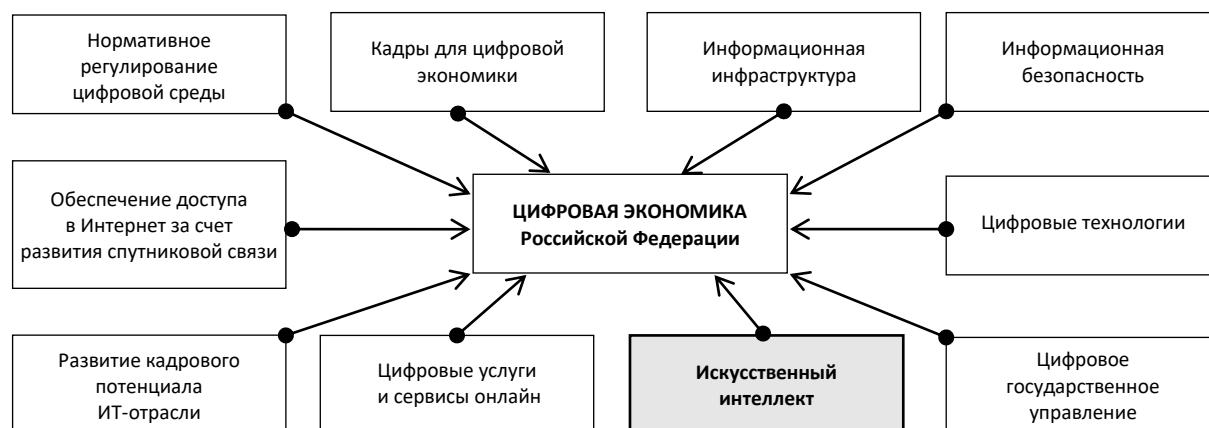 Нормативное
регулирование
цифровой среды
Кадры для цифровой
экономики
Информационная
инфраструктура
Информационная
безопасность
Обеспечение доступа
в Интернет за счет
развития спутниковой связи
ЦИФРОВАЯ ЭКОНОМИКА
Российской Федерации
Цифровые технологии
Развитие кадрового
потенциала
ИТ-отрасли
Цифровые услуги
и сервисы онлайн
Искусственный
интеллект
Цифровое
государственное
управление